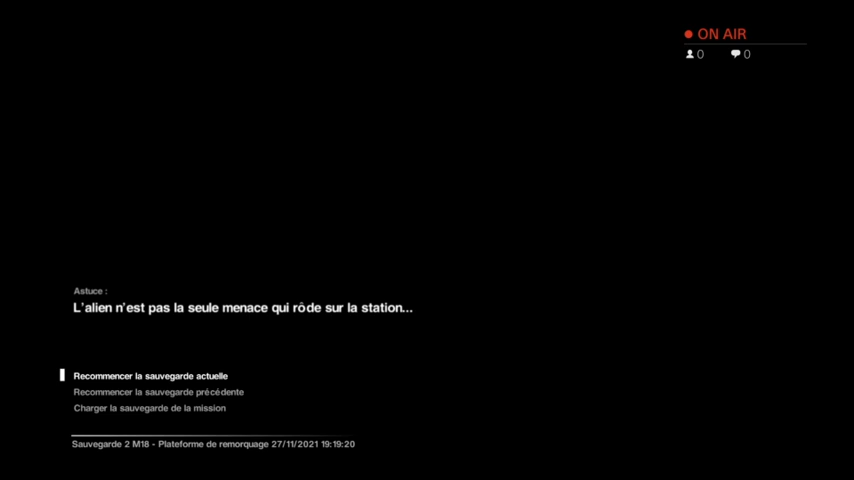 ON AIR
0 0
Astuce :
L'alien n'est pas la seule menace qui rôde sur la station...
Recommencer la sauvegarde actuelle
Recommencer la sauvegarde précédente
Charger la sauvegarde de la mission
Sauvegarde 2 M18 - Plateforme de remorquage 27/11/2021 19:19:20